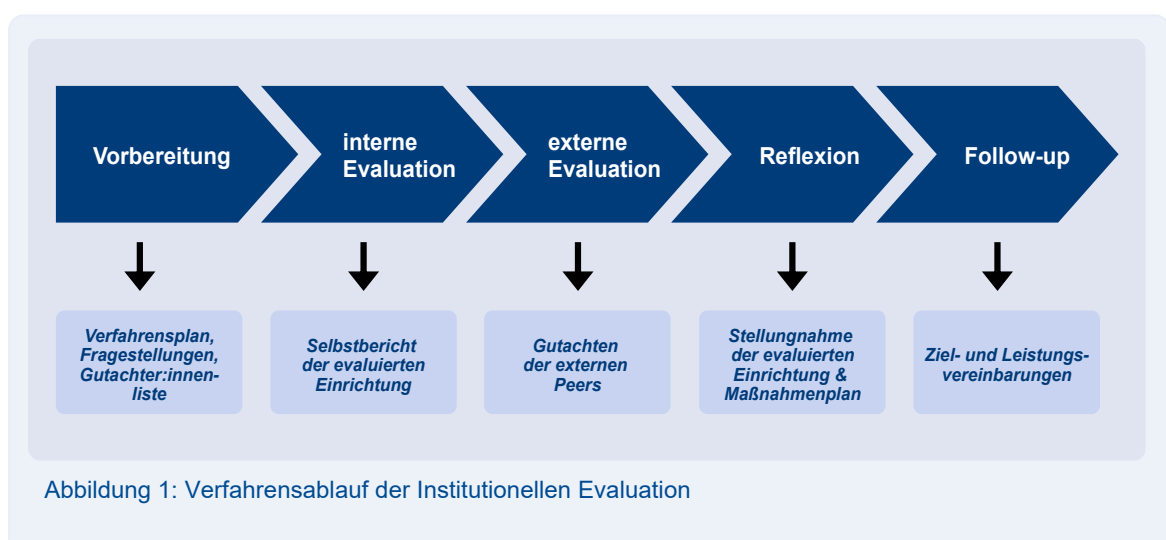 Vorbereitung
interne
Evaluation
externe
Evaluation
Reflexion
Follow-up
Verfahrensplan,
Fragestellungen,
Gutachter:innen-
liste
Selbstbericht
der evaluierten
Einrichtung
Gutachten
der externen
Peers
Stellungnahme
der evaluierten
Einrichtung &
Maßnahmenplan
Ziel- und Leistungs-
vereinbarungen
Abbildung 1: Verfahrensablauf der Institutionellen Evaluation